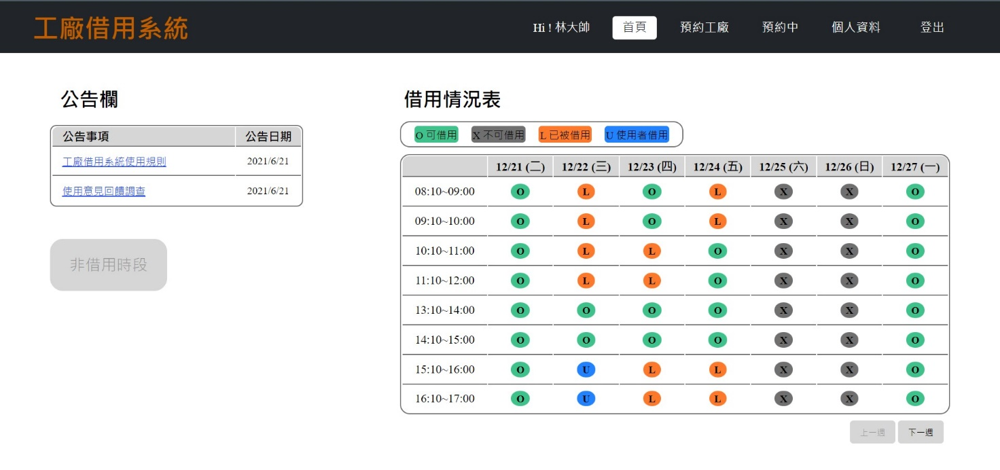 工廠借用系統 Hi ! 林大帥 首頁 預約工廠 預約中 個人資料 登出
公告欄
公告事項 公告日期
工廠借用系統使用規則 2021/6/21
使用意見回饋調查 2021/6/21
非借用時段
借用情況表
O 可借用 X 不可借用 L 已被借用 U 使用者借用
12/21 (二) 12/22 (三) 12/23 (四) 12/24 (五) 12/25 (六) 12/26 (日) 12/27 (一)
08:10~09:00 O L O L X X O
09:10~10:00 O L O L X X O
10:10~11:00 O L L O X X O
11:10~12:00 O L L O X X O
13:10~14:00 O O O O X X O
14:10~15:00 O O O O X X O
15:10~16:00 O U L L X X O
16:10~17:00 O U L L X X O
上一週 下一週